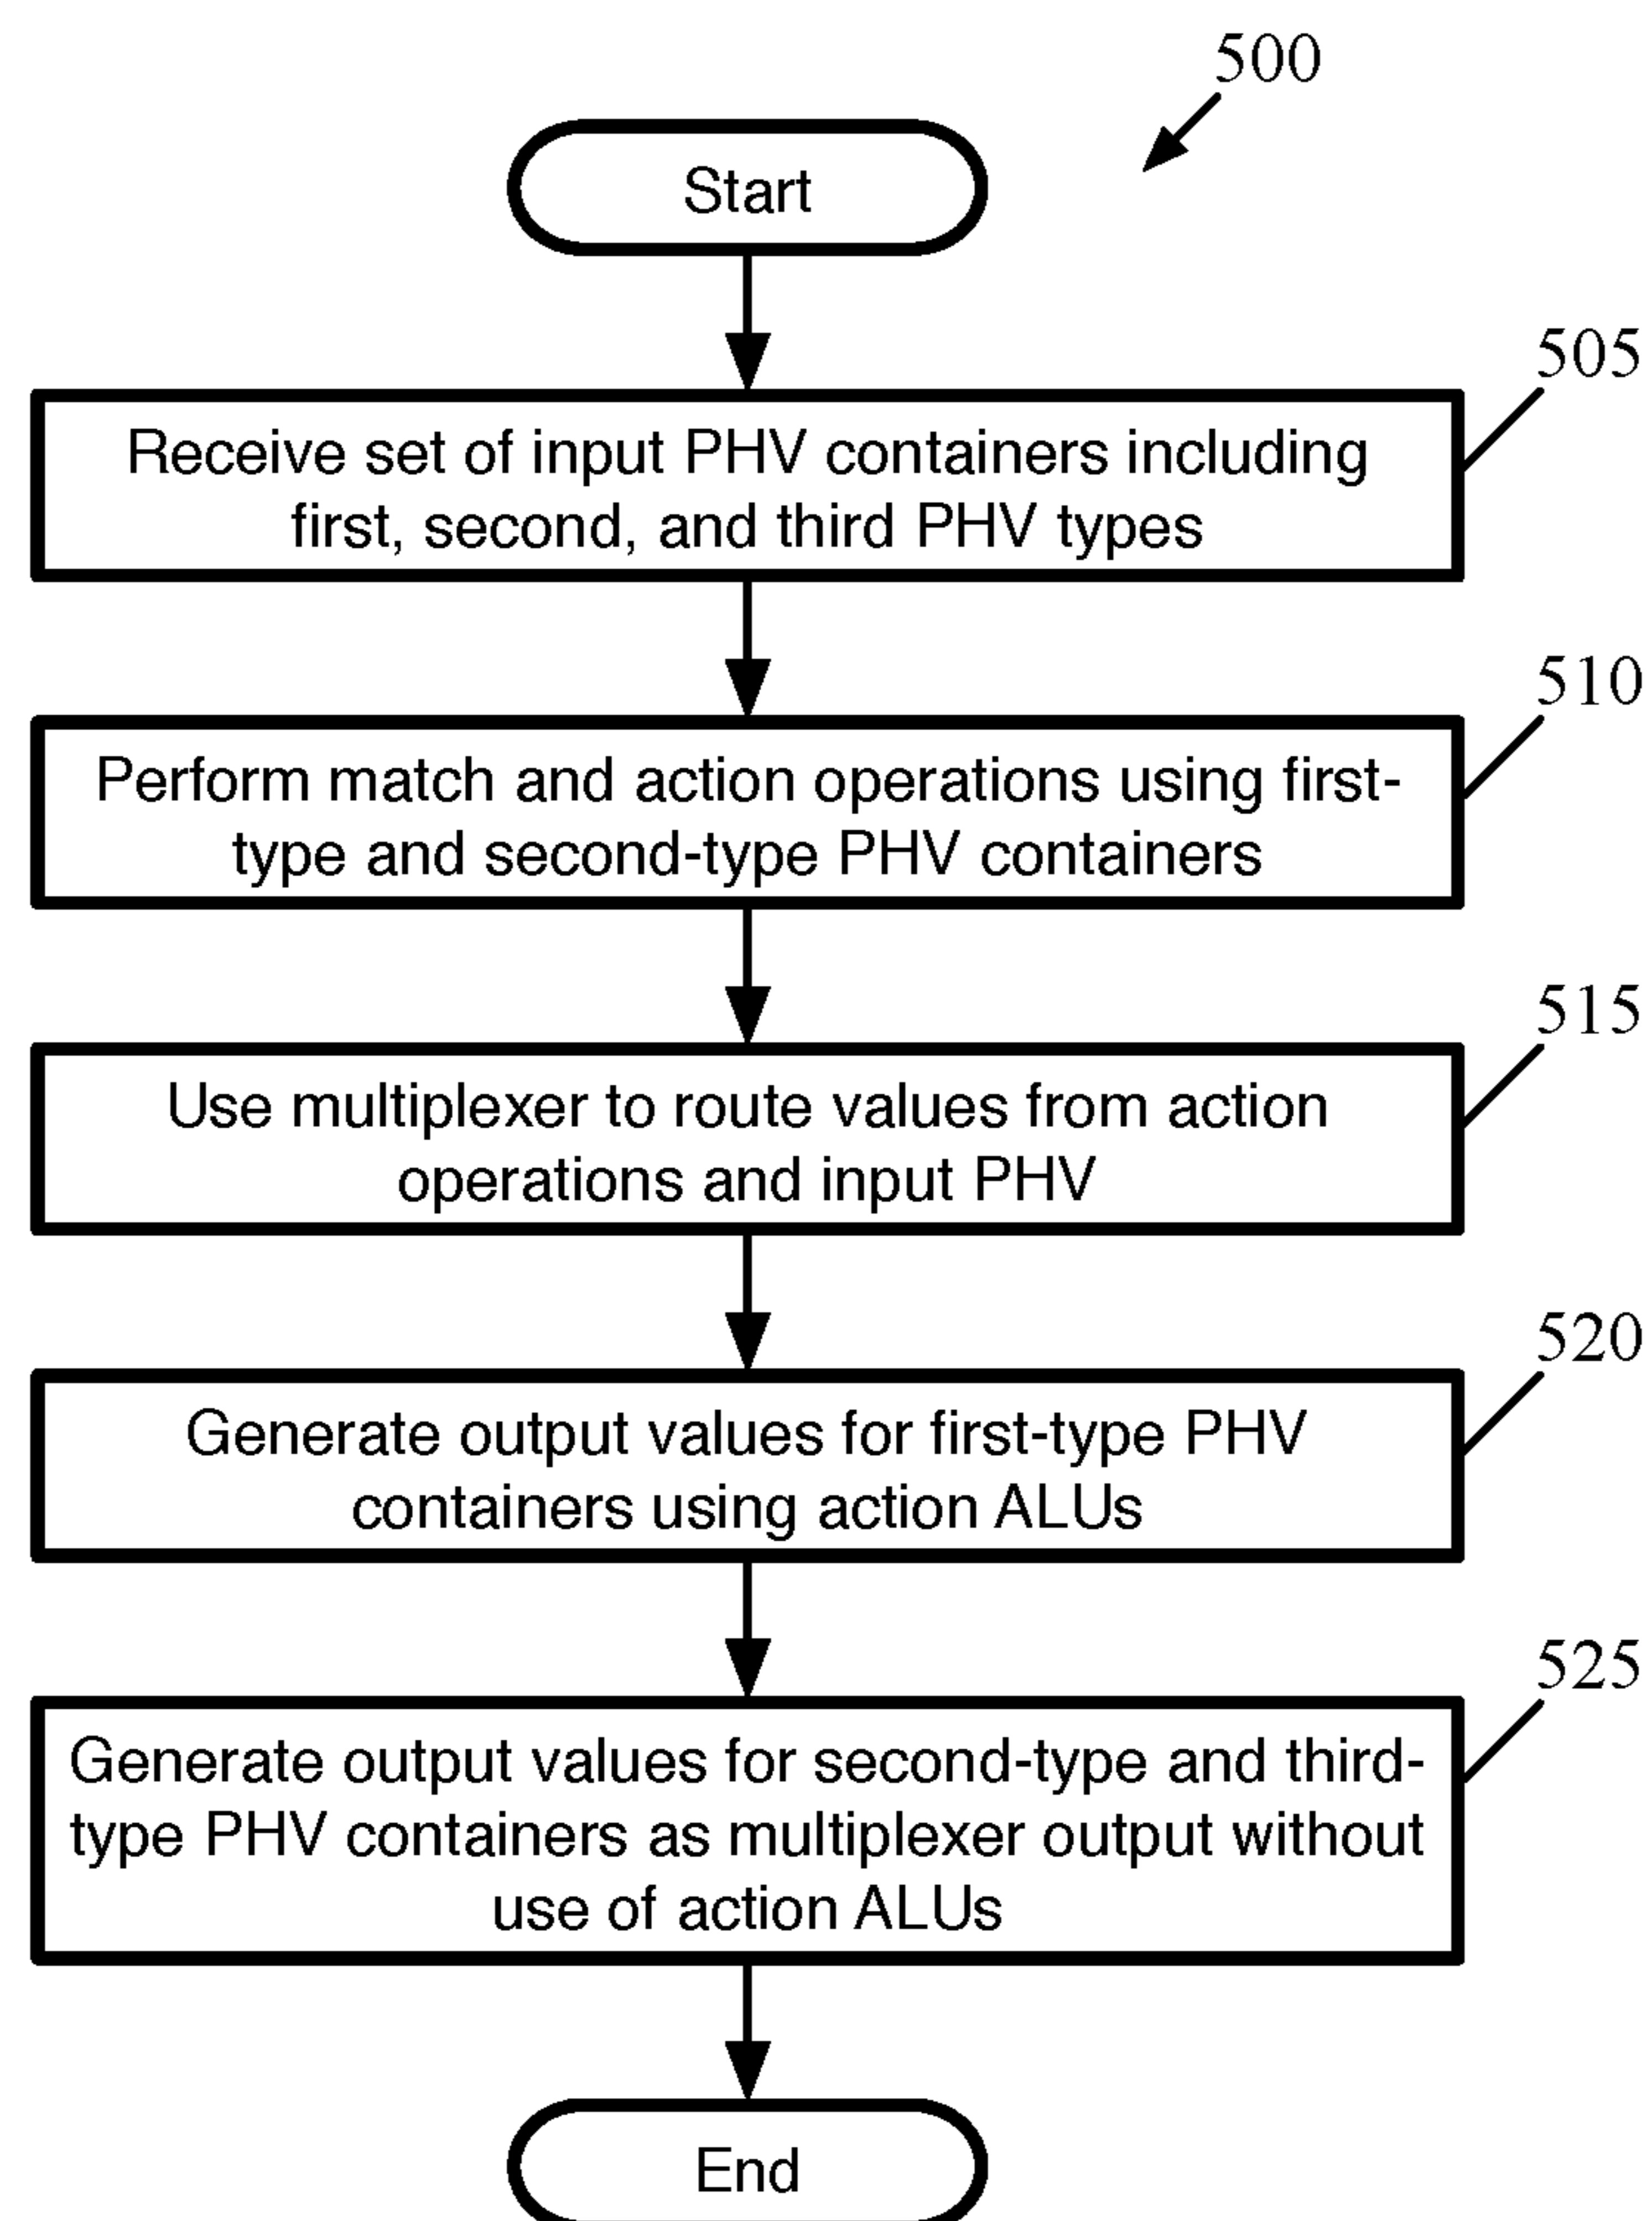 500
Start
505
Receive set of input PHV containers including
first, second, and third PHV types
510
Perform match and action operations using first-
type and second-type PHV containers
515
Use multiplexer to route values from action
operations and input PHV
520
Generate output values for first-type PHV
containers using action ALUs
525
Generate output values for second-type and third-
type PHV containers as multiplexer output without
use of action ALUs
End